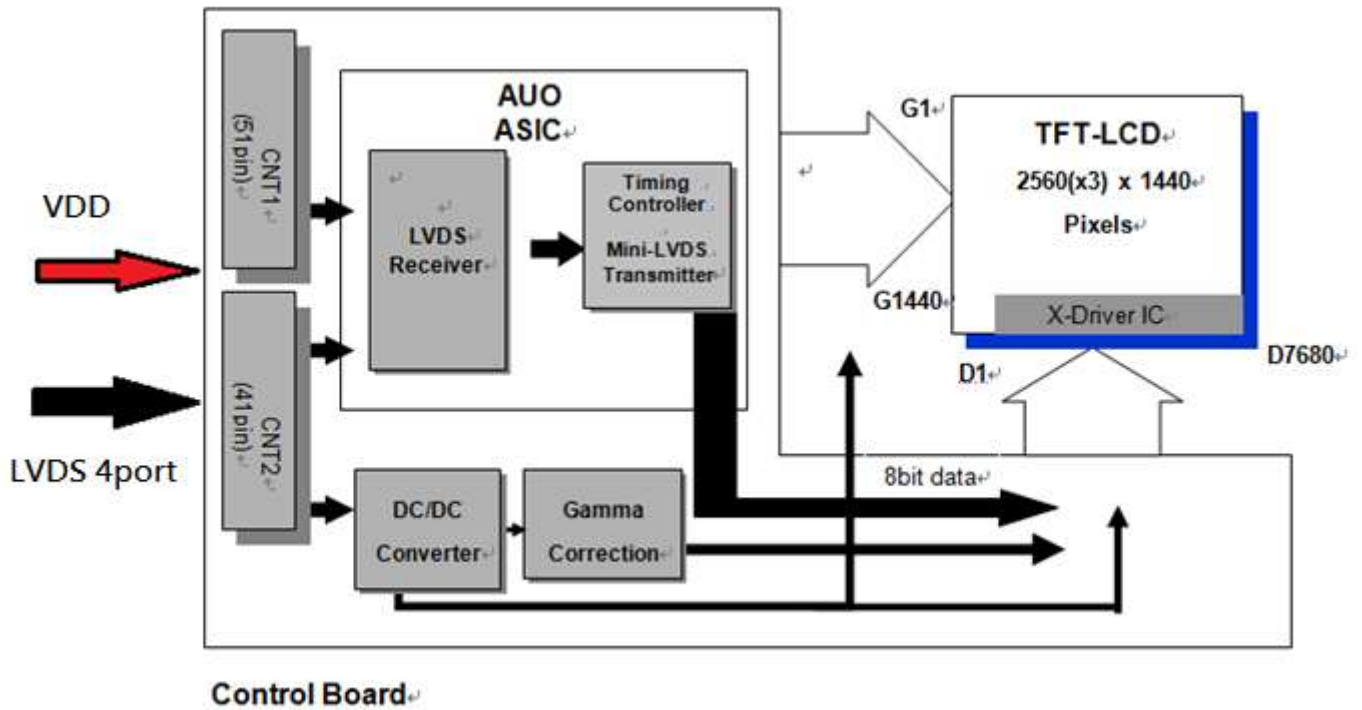 AUO
ASIC
CNT1
(51pin)
VDD
LVDS
Receiver
Timing
Controller
Mini-LVDS
Transmitter
G1
TFT-LCD
2560(x3) x 1440
Pixels
G1440
X-Driver IC
D1
D7680
CNT2
(41pin)
LVDS 4port
DC/DC
Converter
Gamma
Correction
8bit data
Control Board